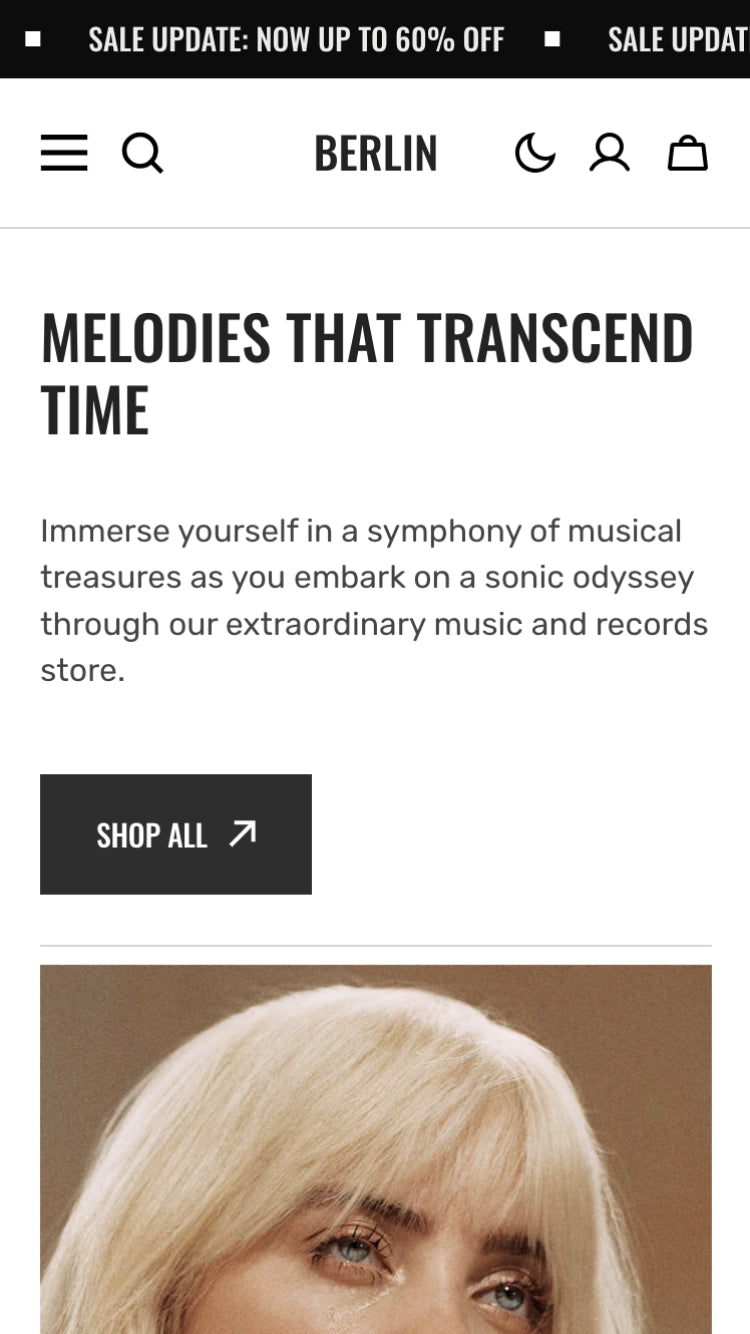 SALE UPDATE: NOW UP TO 60% OFF SALE UPDAT
BERLIN
MELODIES THAT TRANSCEND
TIME
Immerse yourself in a symphony of musical
treasures as you embark on a sonic odyssey
through our extraordinary music and records
store.
SHOP ALL